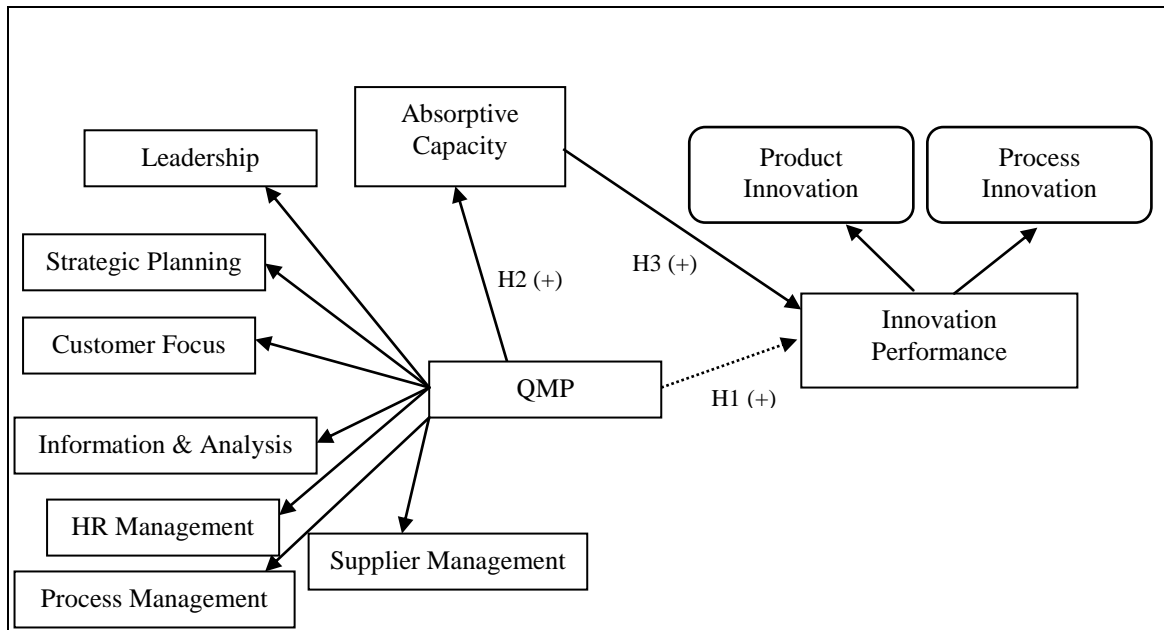 Absorptive
Capacity
Leadership
Product
Innovation
Process
Innovation
Strategic Planning
H2 (+)
H3 (+)
Customer Focus
Innovation
Performance
QMP
H1 (+)
Information & Analysis
HR Management
Supplier Management
Process Management